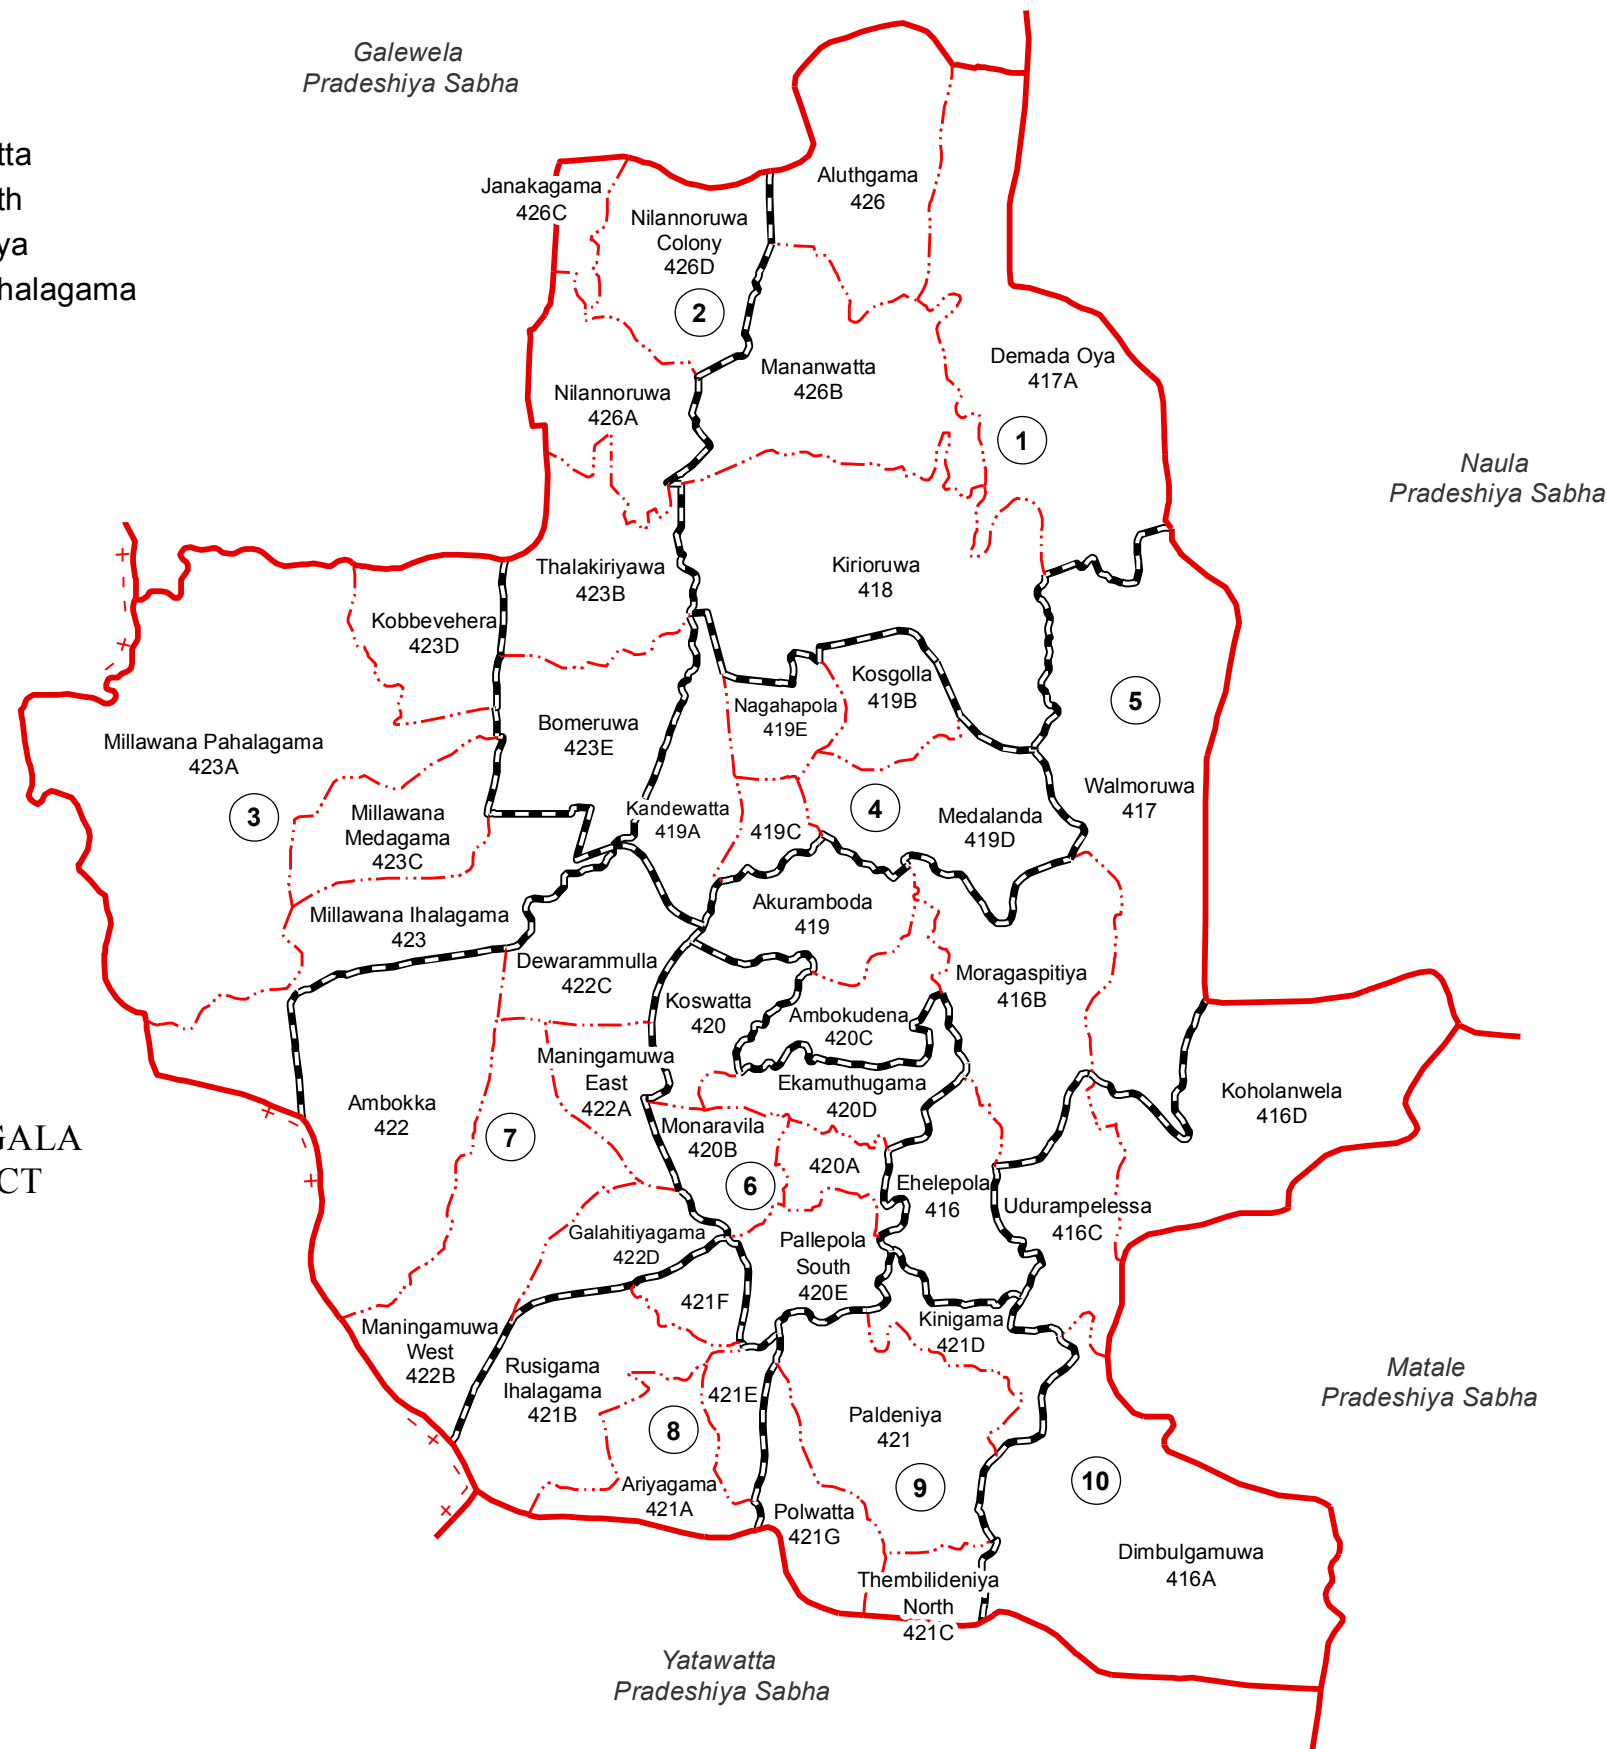 Galewela
Pradeshiya Sabha
tta
th
ya
halagama
Janakagama
426C
Nilannoruwa
Colony
426D
2
Aluthgama
426
Mananwatta
426B
Demada Oya
417A
1
Nilannoruwa
426A
Naula
Pradeshiya Sabha
Thalakiriyawa
423B
Kirioruwa
418
Kobbevehera
423D
Kosgolla
419B
5
Nagahapola
419E
Bomeruwa
423E
Millawana Pahalagama
423A
3
Millawana
Medagama
423C
Kandewatta
419A
419C
4
Medalanda
419D
Walmoruwa
417
Millawana Ihalagama
423
Akuramboda
419
Dewarammulla
422C
Koswatta
420
Moragaspitiya
416B
Ambokudena
420C
Maningamuwa
East
422A
Ekamuthugama
420D
Koholanwela
416D
Ambokka
422
7
Monaravila
420B
6
420A
GALA
CT
Ehelepola
416
Udurampelessa
416C
Galahitiyagama
422D
Pallepola
South
420E
421F
Kinigama
421D
Maningamuwa
West
422B
Rusigama
Ihalagama
421B
421E
8
Paldeniya
421
9
10
Matale
Pradeshiya Sabha
Ariyagama
421A
Polwatta
421G
Dimbulgamuwa
416A
Thembilideniya
North
421C
Yatawatta
Pradeshiya Sabha